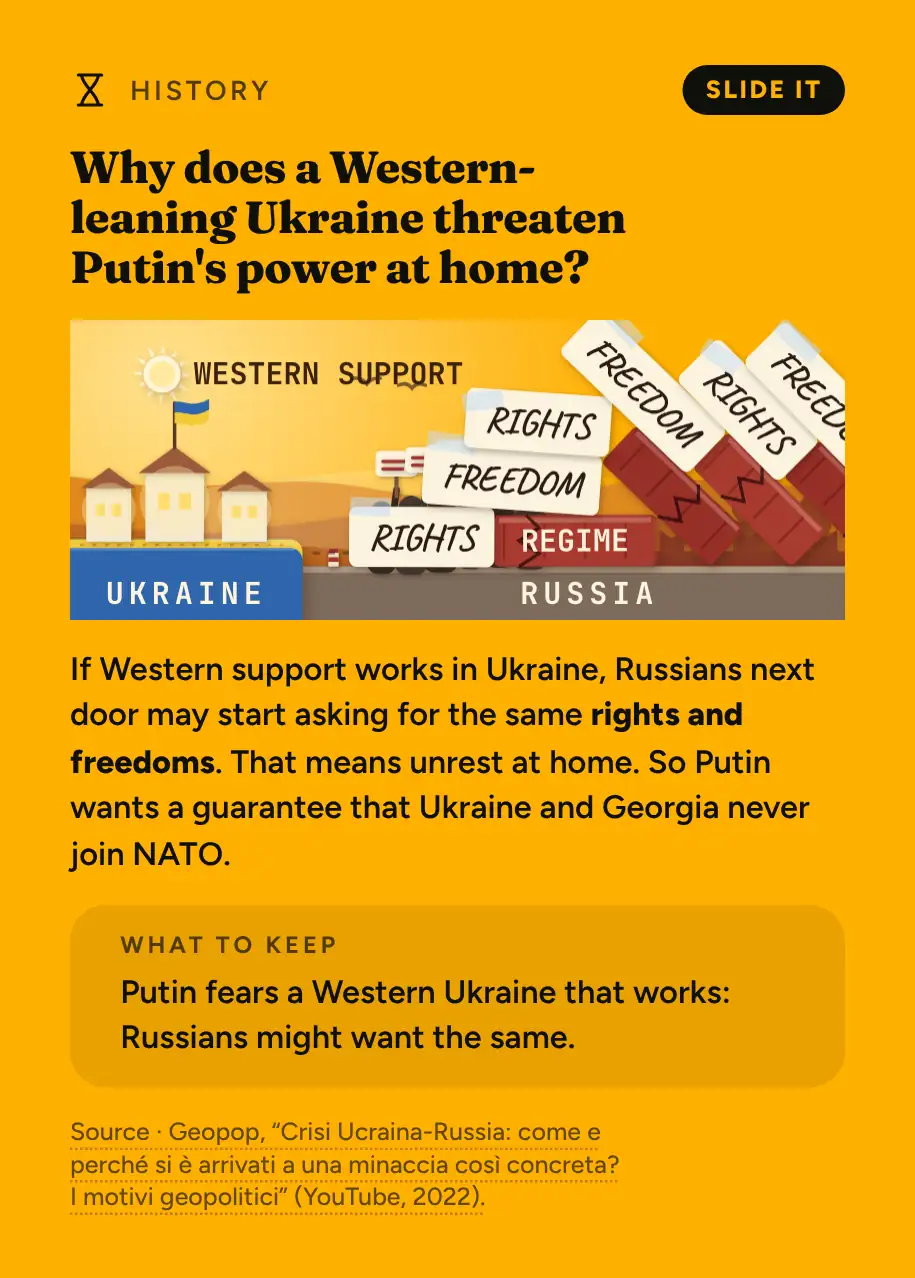 HISTORY
SLIDE IT
Why does a Western-
leaning Ukraine threaten
Putin's power at home?
WESTERN SUPPORT
FREEDOM
RIGHTS
RIGHTS
FREEDOM
RIGHTS
REGIME
UKRAINE
RUSSIA
If Western support works in Ukraine, Russians next
door may start asking for the same rights and
freedoms. That means unrest at home. So Putin
wants a guarantee that Ukraine and Georgia never
join NATO.
WHAT TO KEEP
Putin fears a Western Ukraine that works:
Russians might want the same.
Source · Geopop, “Crisi Ucraina-Russia: come e
perché si è arrivati a una minaccia così concreta?
I motivi geopolitici” (YouTube, 2022).